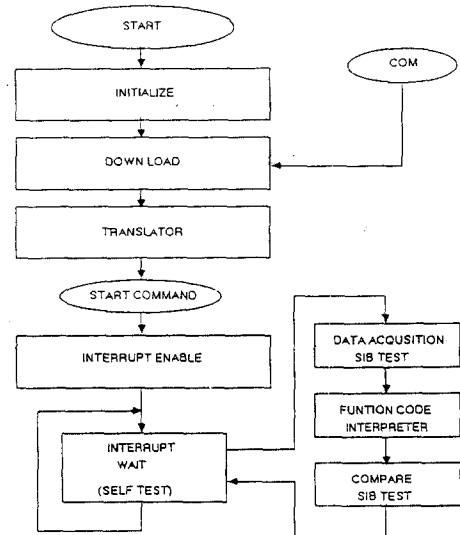 START
COM
INITIALIZE
DOWN LOAD
TRANSLATOR
START COMMAND
INTERRUPT ENABLE
INTERRUPT
WAIT
(SELF TEST)
DATA ACQUSITION
SIB TEST
FUNTION CODE
INTERPRETER
COMPARE
SIB TEST